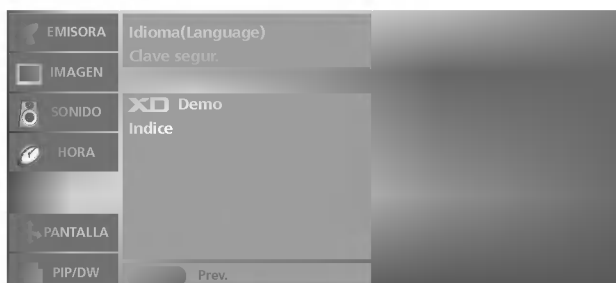 EMISORA
IMAGEN
SONIDO
HORA
PANTALLA
PIP/DW
Idioma(Language)
Clave segur.
XD Demo
Indice
Prev.